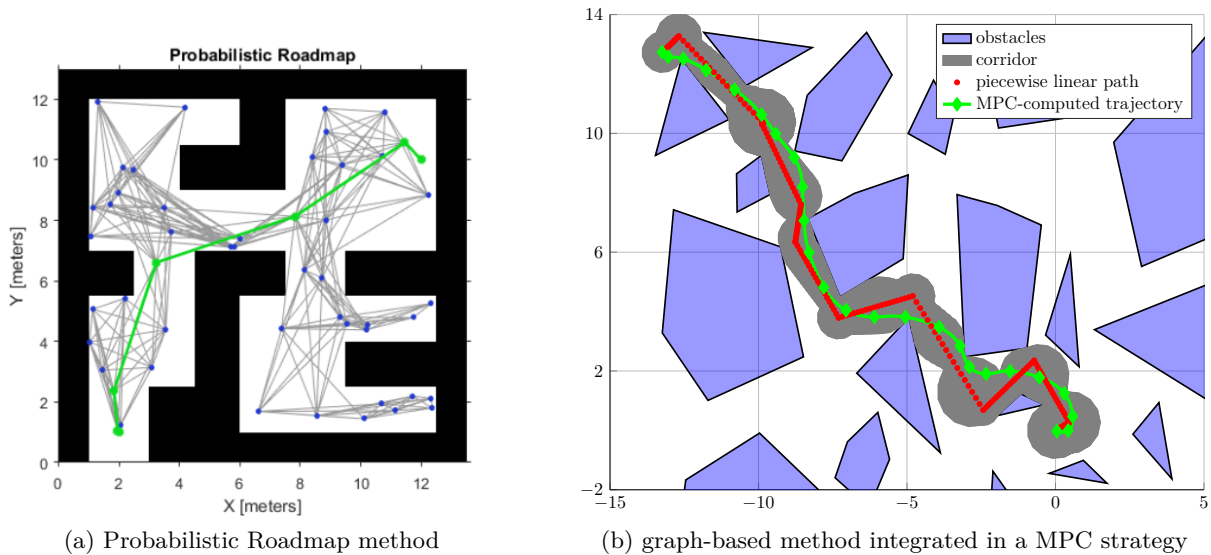 Probabilistic Roadmap
12
10
8
6
4
2
0
Y [meters]
0 2 4 6 8 10 12
X [meters]
(a) Probabilistic Roadmap method
14
10
6
2
−2
−15 −10 −5 0 5
obstacles
corridor
piecewise linear path
MPC-computed trajectory
(b) graph-based method integrated in a MPC strategy